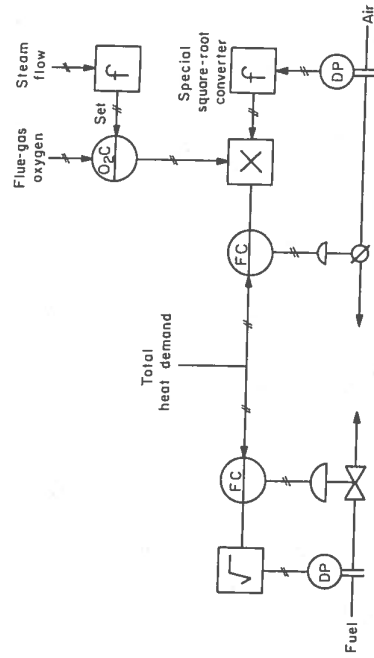 Steam
flow
f
Set
Flue-gas
oxygen
O₂C
Special
square-root
converter
f
×
DP
Air
FC
Total
heat demand
FC
√
DP
Fuel